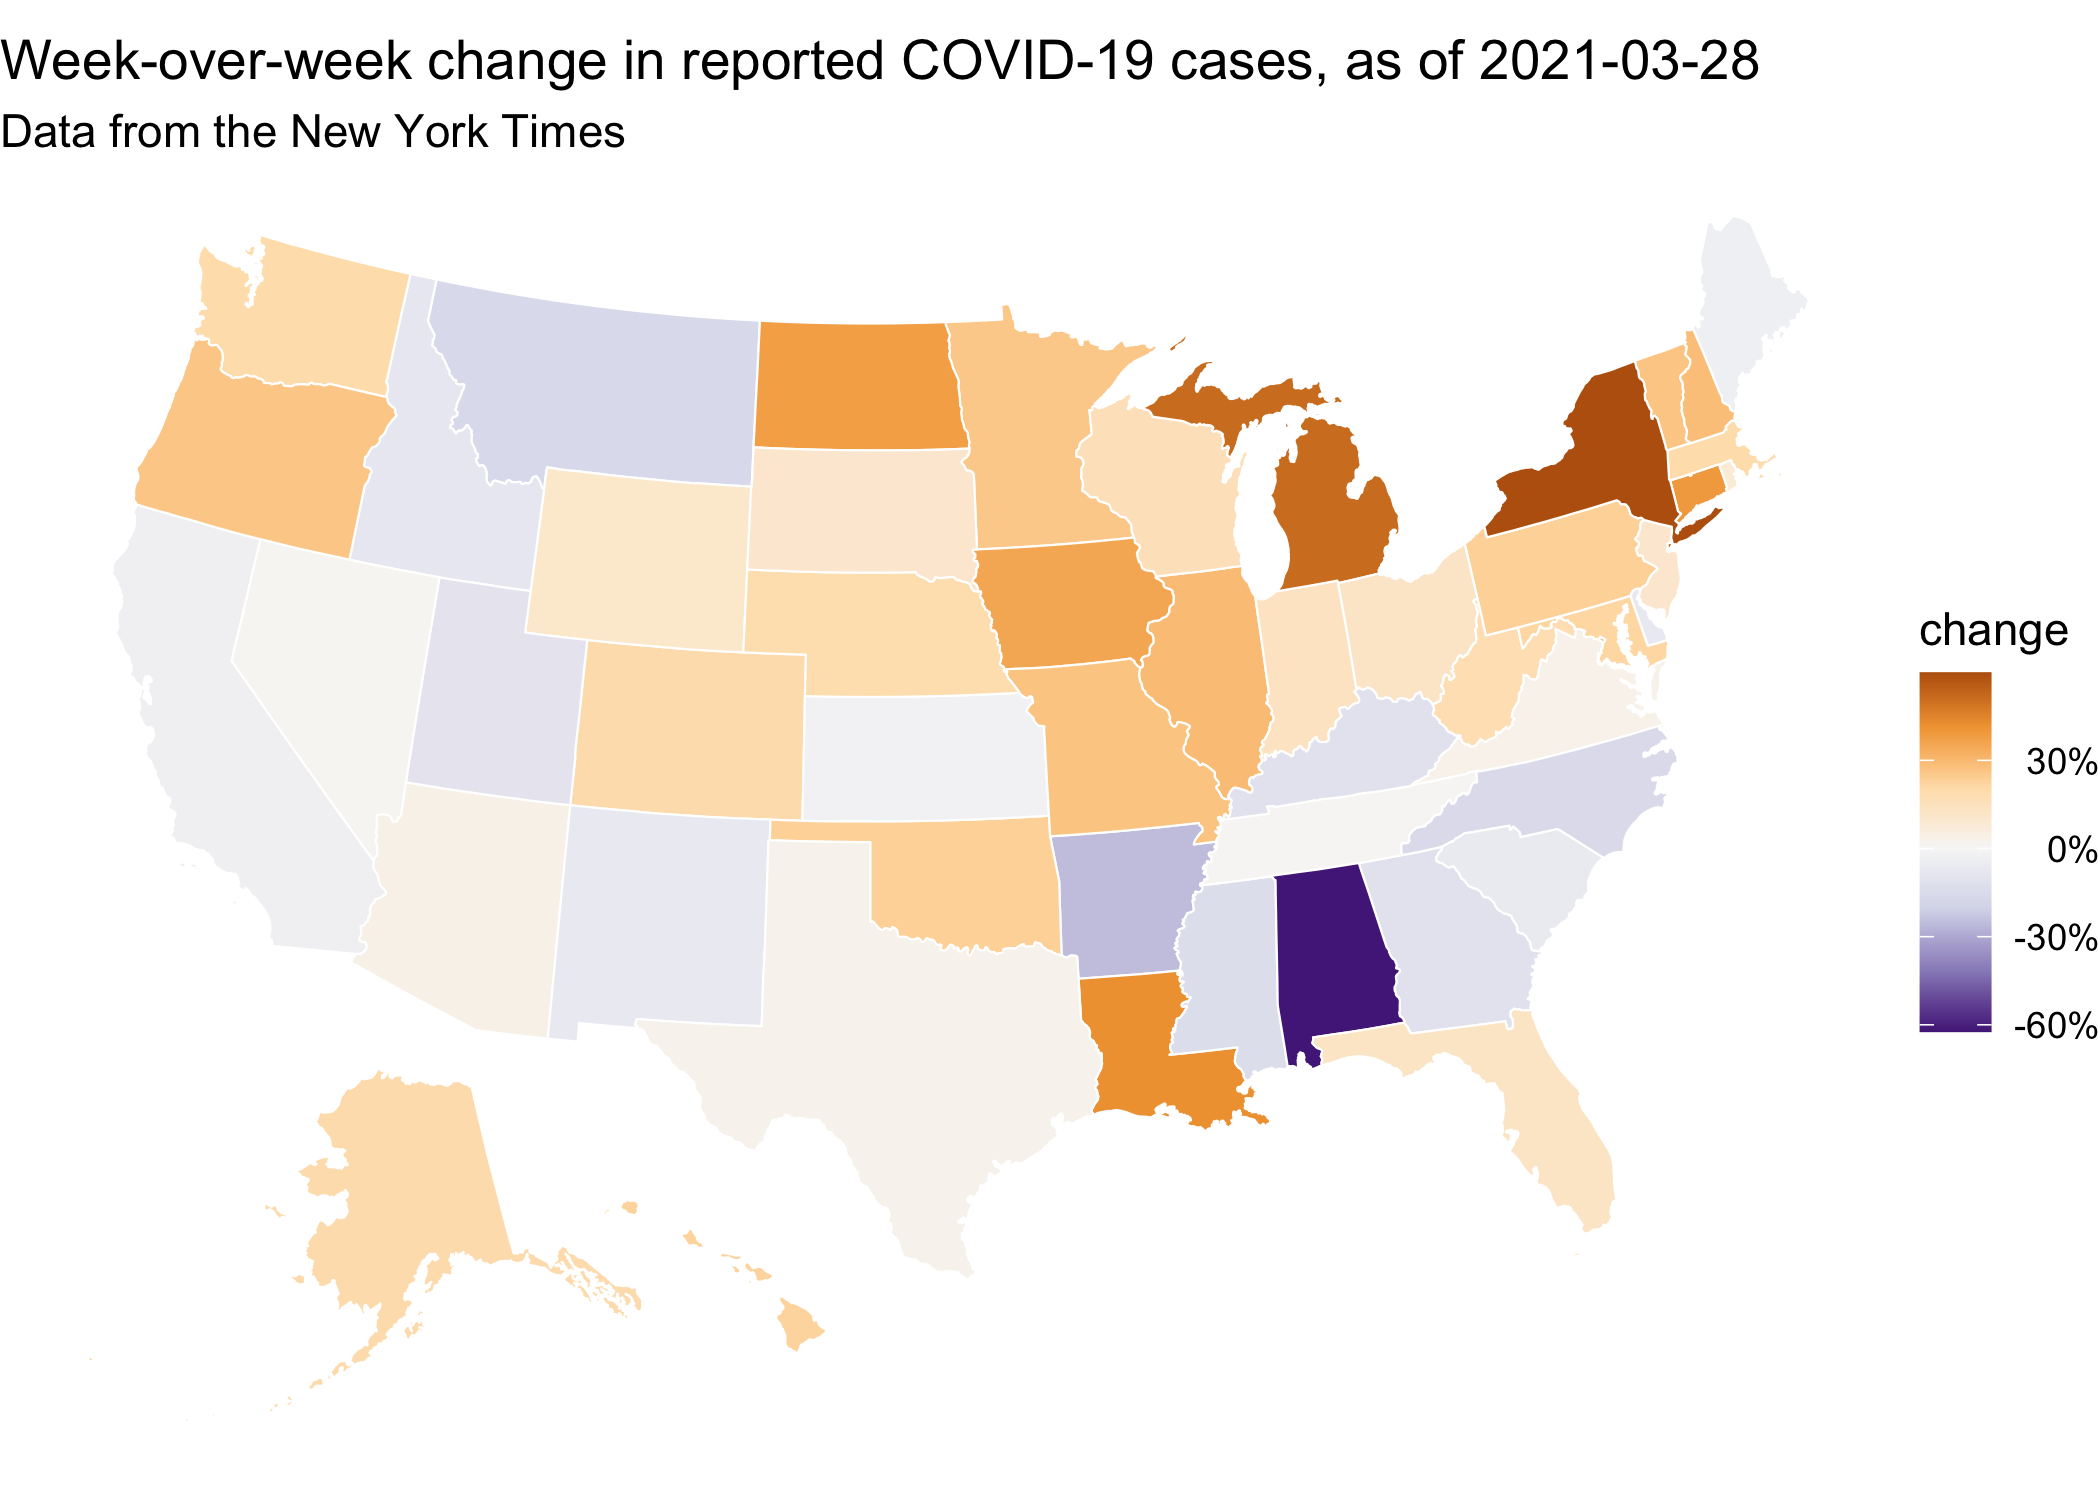 Week-over-week change in reported COVID-19 cases, as of 2021-03-28
Data from the New York Times
change
30%
0%
-30%
-60%